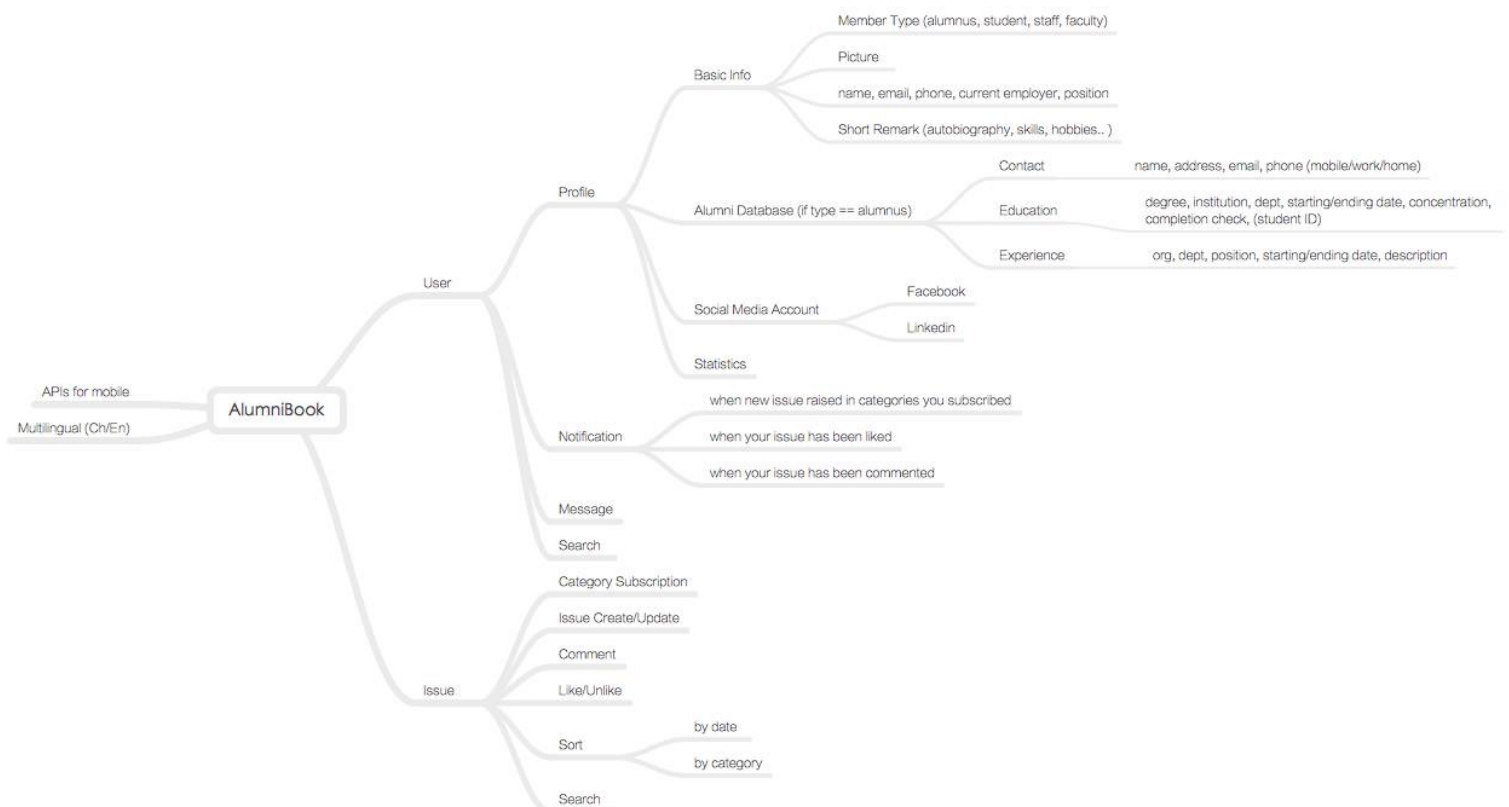 Member Type (alumnus, student, staff, faculty)
Picture
Basic Info
name, email, phone, current employer, position
Short Remark (autobiography, skills, hobbies.. )
Contact
name, address, email, phone (mobile/work/home)
Profile
Alumni Database (if type == alumnus)
Education
degree, institution, dept, starting/ending date, concentration,
completion check, (student ID)
Experience
org, dept, position, starting/ending date, description
User
Social Media Account
Facebook
Linkedin
Statistics
APIs for mobile
AlumniBook
Multilingual (Ch/En)
when new issue raised in categories you subscribed
Notification
when your issue has been liked
when your issue has been commented
Message
Search
Category Subscription
Issue Create/Update
Comment
Issue
Like/Unlike
Sort
by date
by category
Search